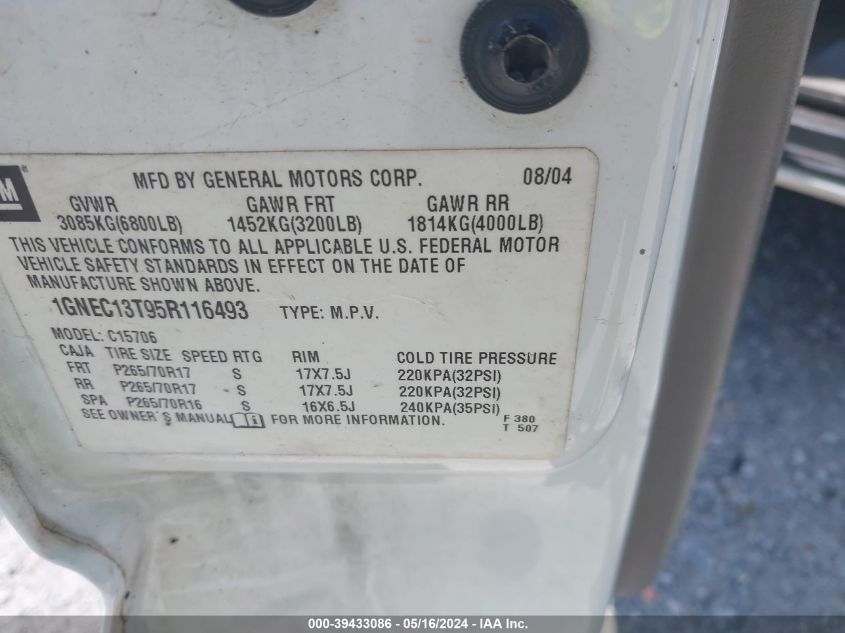 M
MFD BY GENERAL MOTORS CORP. 08/04
GVWR GAWR FRT GAWR RR
3085KG(6800LB) 1452KG(3200LB) 1814KG(4000LB)
THIS VEHICLE CONFORMS TO ALL APPLICABLE U.S. FEDERAL MOTOR
VEHICLE SAFETY STANDARDS IN EFFECT ON THE DATE OF
MANUFACTURE SHOWN ABOVE.
1GNEC13T95R116493 TYPE: M.P.V.
MODEL: C15706
CAJA TIRE SIZE SPEED RTG RIM COLD TIRE PRESSURE
FRT P265/70R17 S 17X7.5J 220KPA(32PSI)
RR P265/70R17 S 17X7.5J 220KPA(32PSI)
SPA P265/70R16 S 16X6.5J 240KPA(35PSI)
SEE OWNER'S MANUAL FOR MORE INFORMATION.
F 380
T 507
000-39433086 - 05/16/2024 - IAA Inc.